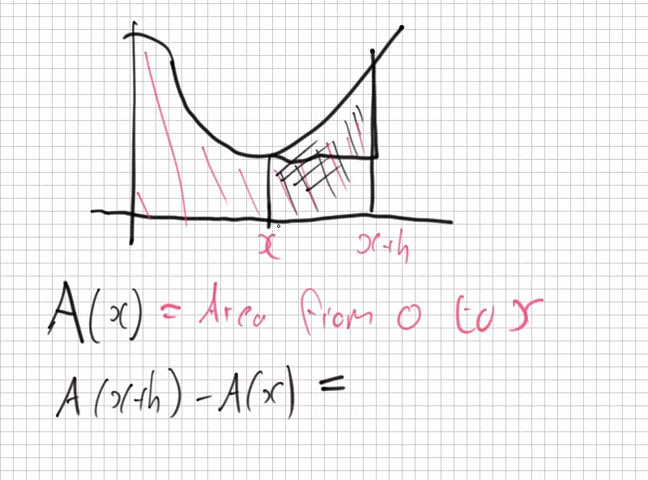 x x+h
A(x) = Area from 0 to x
A(x+h) - A(x) =